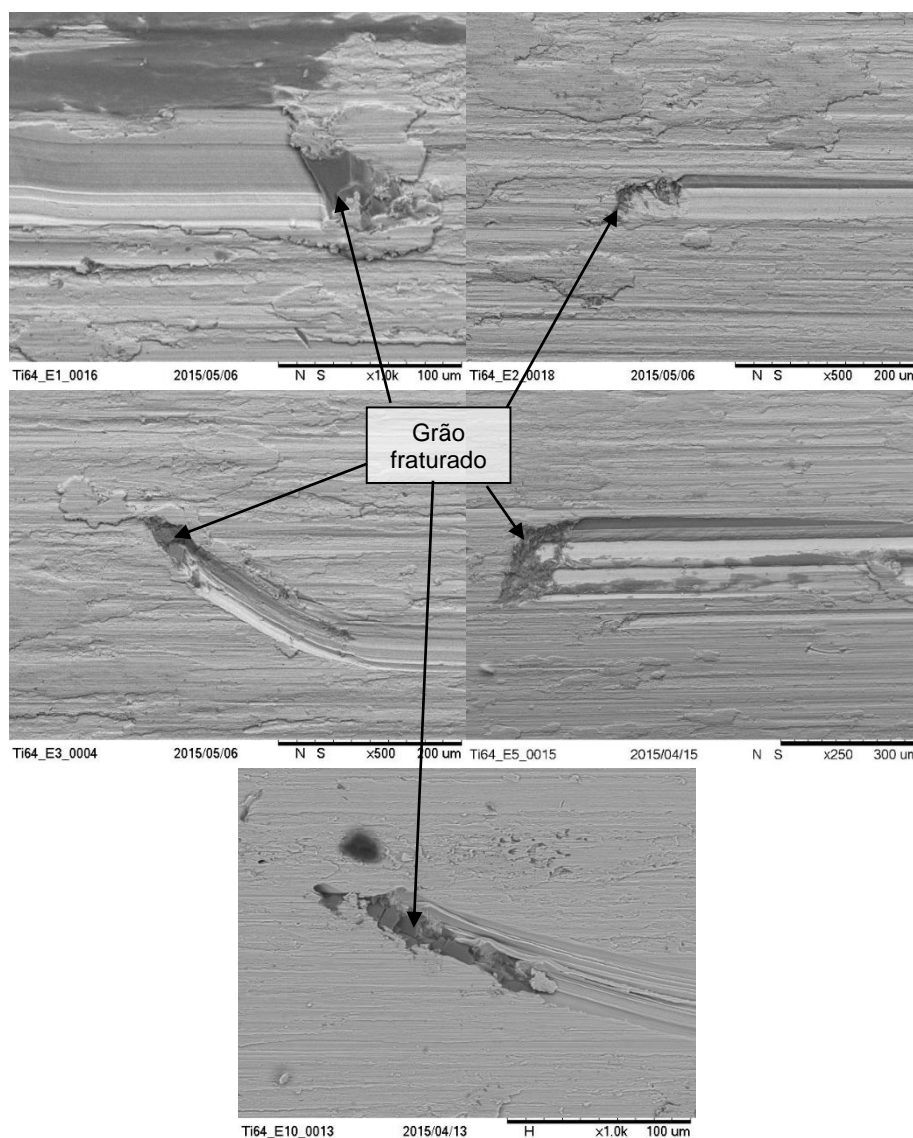 Ti64_E1_0016 2015/05/06 N S x1.0k 100 um
Ti64_E2_0018 2015/05/06 N S x500 200 um
Grão
fraturado
Ti64_E3_0004 2015/05/06 N S x500 200 um
Ti64_E5_0015 2015/04/15 N S x250 300 um
Ti64_E10_0013 2015/04/13 H x1.0k 100 um